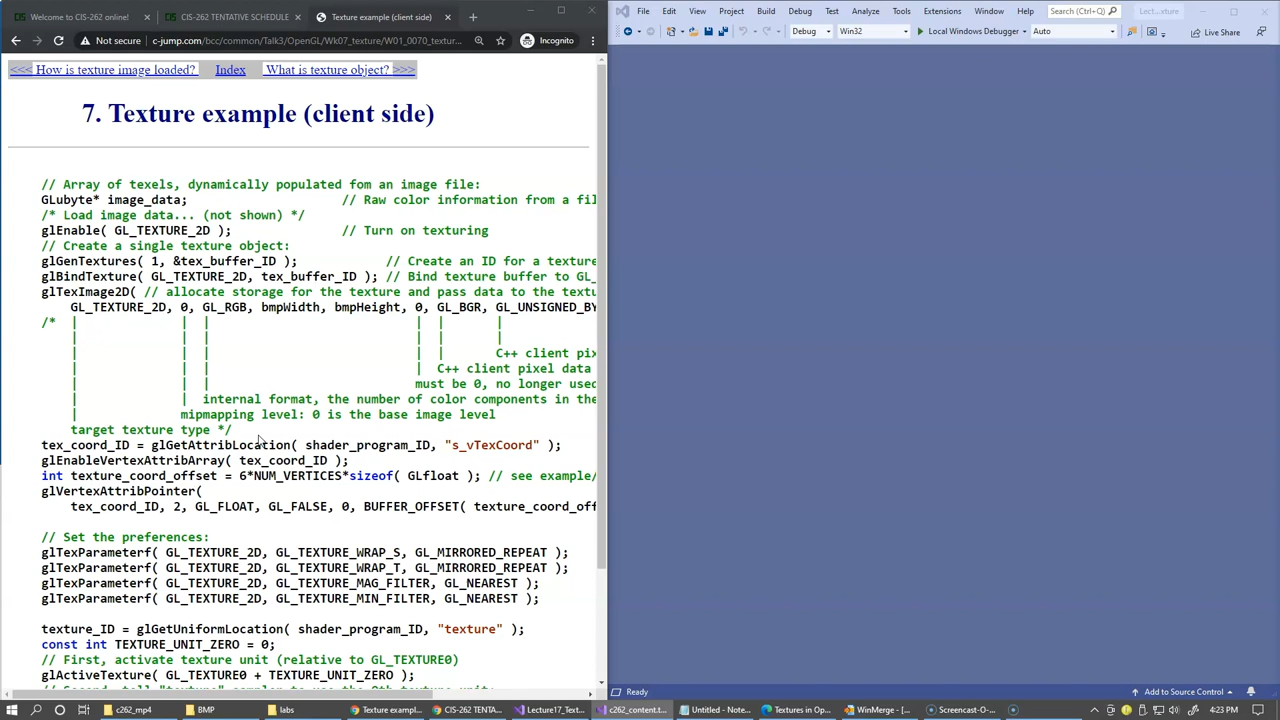 Welcome to CIS-262 online!
CIS-262 TENTATIVE SCHEDULE
Texture example (client side)
File Edit View Project Build Debug Test Analyze Tools Extensions Window Help Search (Ctrl+Q)
Lect...xture
Not secure c-jump.com/bcc/common/Talk3/OpenGL/Wk07_texture/W01_0070_textur... Incognito
Debug Win32 Local Windows Debugger Auto Live Share
<<< How is texture image loaded? Index What is texture object? >>>
7. Texture example (client side)
// Array of texels, dynamically populated fom an image file:
GLubyte* image_data; // Raw color information from a fil
/* Load image data... (not shown) */
glEnable( GL_TEXTURE_2D ); // Turn on texturing
// Create a single texture object:
glGenTextures( 1, &tex_buffer_ID ); // Create an ID for a texture
glBindTexture( GL_TEXTURE_2D, tex_buffer_ID ); // Bind texture buffer to GL_
glTexImage2D( // allocate storage for the texture and pass data to the textu
GL_TEXTURE_2D, 0, GL_RGB, bmpWidth, bmpHeight, 0, GL_BGR, GL_UNSIGNED_BY
/* | | | | | |
| | | | | |
| | | | | C++ client pix
| | | | C++ client pixel data
| | | must be 0, no longer used
| | internal format, the number of color components in the
| mipmapping level: 0 is the base image level
target texture type */
tex_coord_ID = glGetAttribLocation( shader_program_ID, "s_vTexCoord" );
glEnableVertexAttribArray( tex_coord_ID );
int texture_coord_offset = 6*NUM_VERTICES*sizeof( GLfloat ); // see example/
glVertexAttribPointer(
tex_coord_ID, 2, GL_FLOAT, GL_FALSE, 0, BUFFER_OFFSET( texture_coord_off
// Set the preferences:
glTexParameterf( GL_TEXTURE_2D, GL_TEXTURE_WRAP_S, GL_MIRRORED_REPEAT );
glTexParameterf( GL_TEXTURE_2D, GL_TEXTURE_WRAP_T, GL_MIRRORED_REPEAT );
glTexParameterf( GL_TEXTURE_2D, GL_TEXTURE_MAG_FILTER, GL_NEAREST );
glTexParameterf( GL_TEXTURE_2D, GL_TEXTURE_MIN_FILTER, GL_NEAREST );
texture_ID = glGetUniformLocation( shader_program_ID, "texture" );
const int TEXTURE_UNIT_ZERO = 0;
// First, activate texture unit (relative to GL_TEXTURE0)
glActiveTexture( GL_TEXTURE0 + TEXTURE_UNIT_ZERO );
Ready Add to Source Control
c262_mp4 BMP labs Texture exampl... CIS-262 TENTA... Lecture17_Text... c262_content.t... Untitled - Note... Textures in Op... WinMerge - [... Screencast-O-... 4:23 PM